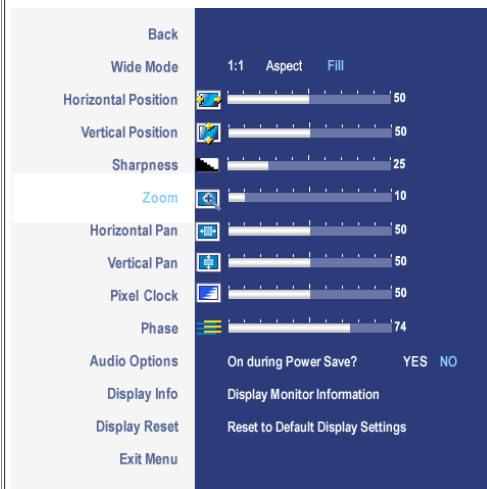 Back
Wide Mode 1:1 Aspect Fill
Horizontal Position 50
Vertical Position 50
Sharpness 25
Zoom 10
Horizontal Pan 50
Vertical Pan 50
Pixel Clock 50
Phase 74
Audio Options On during Power Save? YES NO
Display Info Display Monitor Information
Display Reset Reset to Default Display Settings
Exit Menu